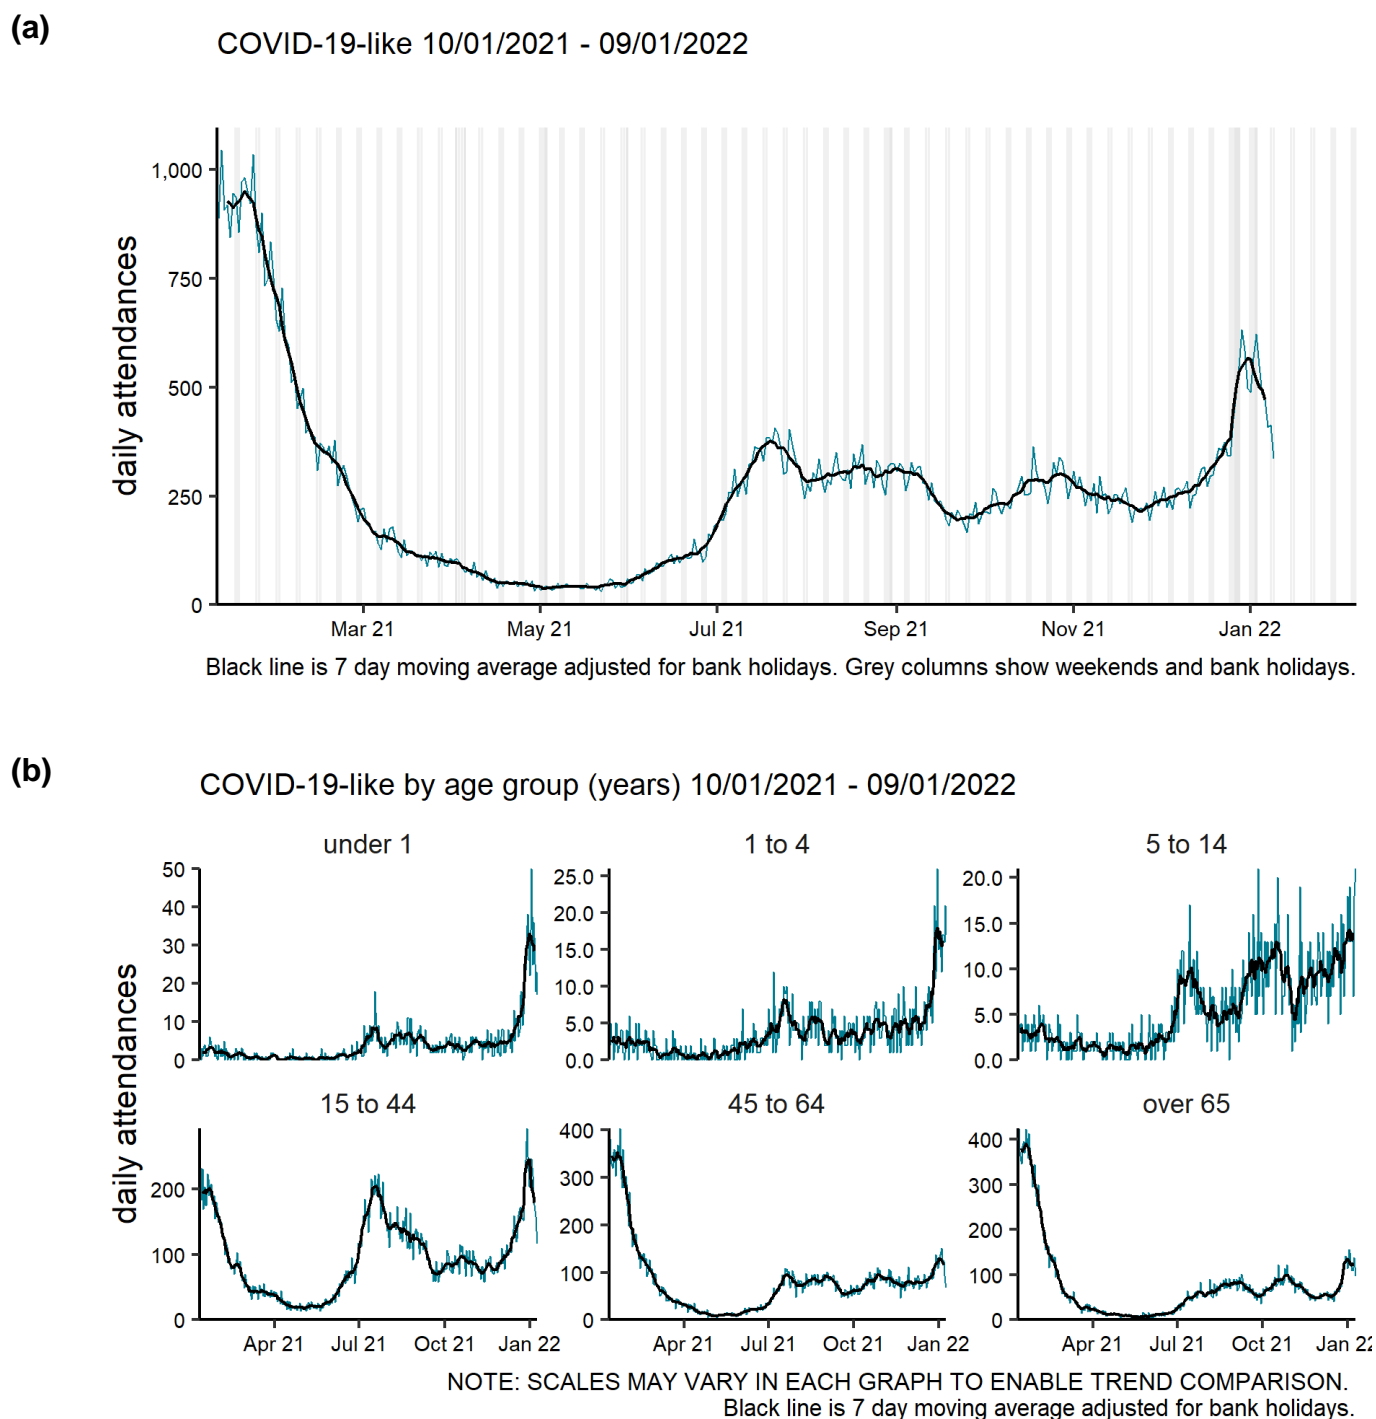 (a)
COVID-19-like 10/01/2021 - 09/01/2022
daily attendances
1,000
750
500
250
0
Mar 21
May 21
Jul 21
Sep 21
Nov 21
Jan 22
Black line is 7 day moving average adjusted for bank holidays. Grey columns show weekends and bank holidays.
(b)
COVID-19-like by age group (years) 10/01/2021 - 09/01/2022
daily attendances
under 1
50
40
30
20
10
0
1 to 4
25.0
20.0
15.0
10.0
5.0
0.0
5 to 14
20.0
15.0
10.0
5.0
0.0
15 to 44
200
100
0
Apr 21
Jul 21
Oct 21
Jan 22
45 to 64
400
300
200
100
0
Apr 21
Jul 21
Oct 21
Jan 22
over 65
400
300
200
100
0
Apr 21
Jul 21
Oct 21
Jan 22
NOTE: SCALES MAY VARY IN EACH GRAPH TO ENABLE TREND COMPARISON.
Black line is 7 day moving average adjusted for bank holidays.